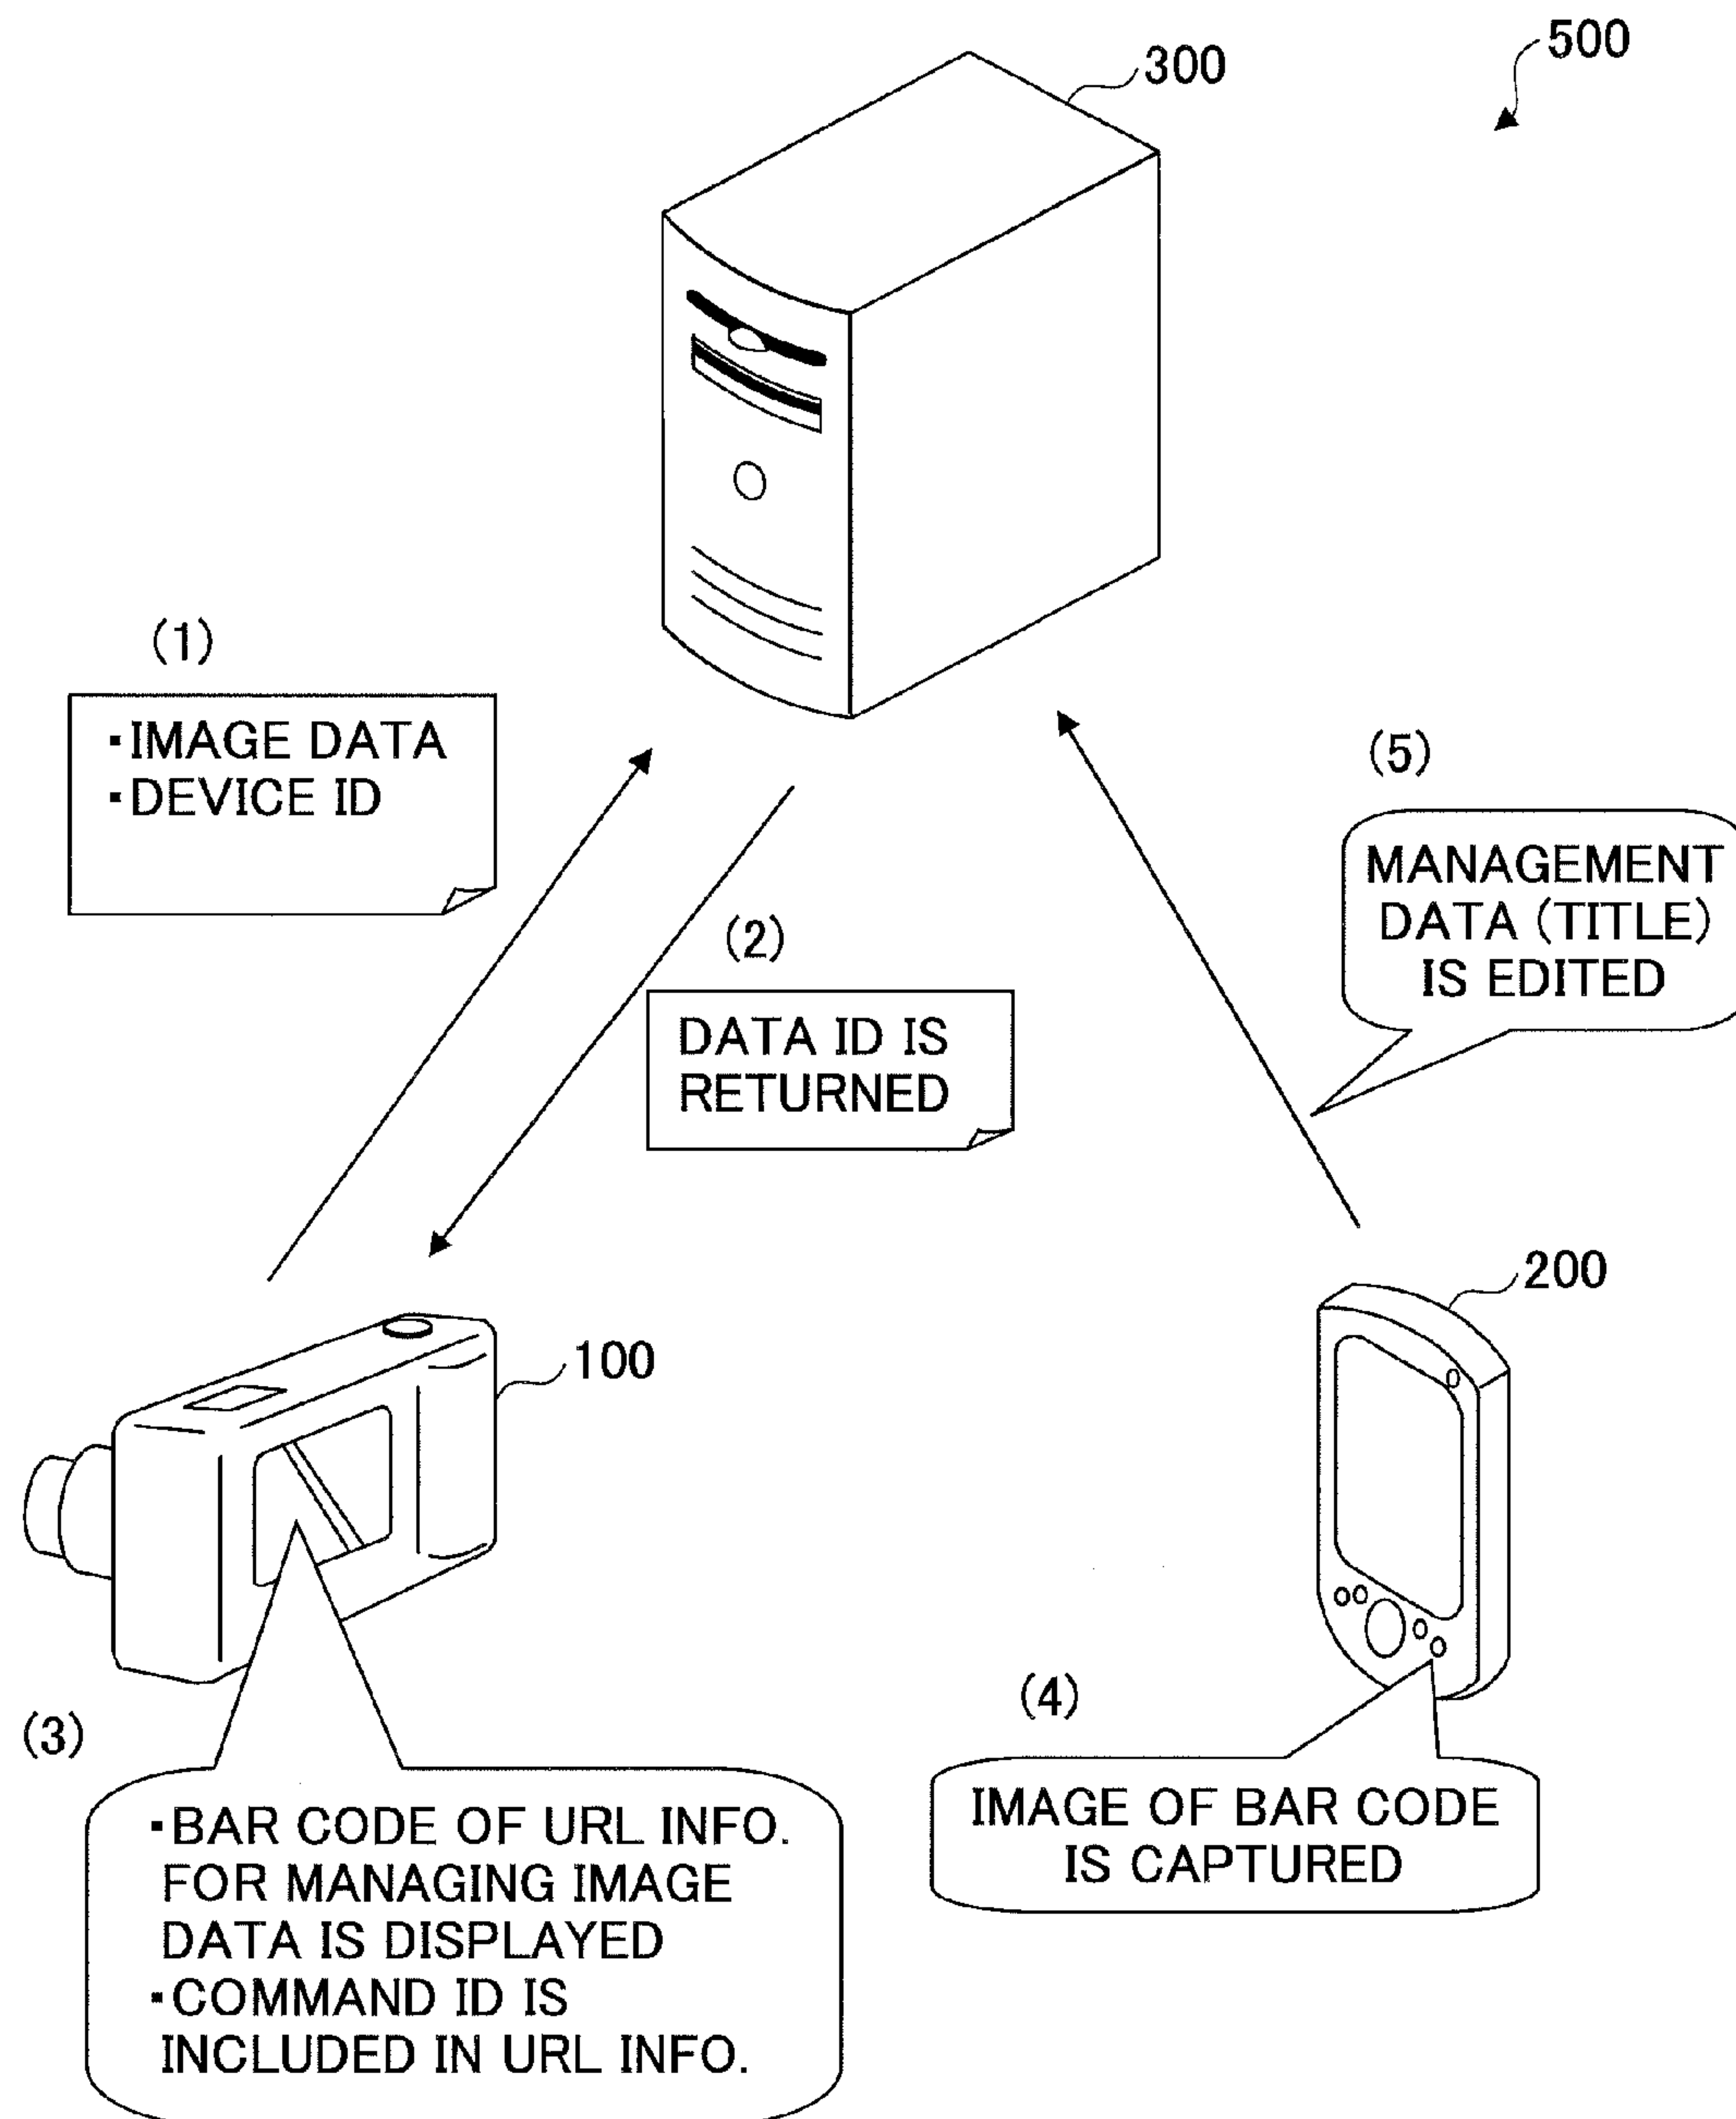 500
300
(1)
・IMAGE DATA
・DEVICE ID
(5)
MANAGEMENT
DATA (TITLE)
IS EDITED
(2)
DATA ID IS
RETURNED
200
100
(3)
・BAR CODE OF URL INFO.
FOR MANAGING IMAGE
DATA IS DISPLAYED
・COMMAND ID IS
INCLUDED IN URL INFO.
(4)
IMAGE OF BAR CODE
IS CAPTURED